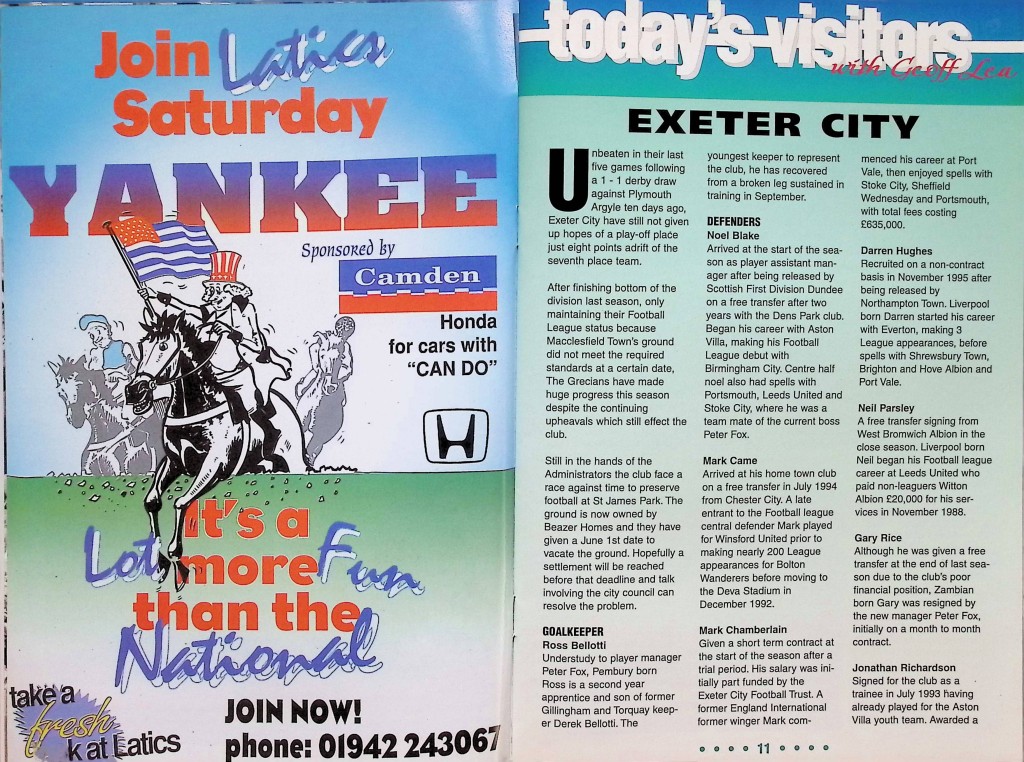 Join Latics
Saturday
YANKEE
Sponsored by
Camden
Honda
for cars with
“CAN DO”
It's a
Lot more Fun
than the
National
take a
fresh
k at Latics
JOIN NOW!
phone: 01942 243067
today's visitors
with Geoff Lea
EXETER CITY
Unbeaten in their last
five games following
a 1 - 1 derby draw
against Plymouth
Argyle ten days ago,
Exeter City have still not given
up hopes of a play-off place
just eight points adrift of the
seventh place team.
After finishing bottom of the
division last season, only
maintaining their Football
League status because
Macclesfield Town's ground
did not meet the required
standards at a certain date,
The Grecians have made
huge progress this season
despite the continuing
upheavals which still effect the
club.
Still in the hands of the
Administrators the club face a
race against time to preserve
football at St James Park. The
ground is now owned by
Beazer Homes and they have
given a June 1st date to
vacate the ground. Hopefully a
settlement will be reached
before that deadline and talk
involving the city council can
resolve the problem.
GOALKEEPER
Ross Bellotti
Understudy to player manager
Peter Fox, Pembury born
Ross is a second year
apprentice and son of former
Gillingham and Torquay keep-
er Derek Bellotti. The
youngest keeper to represent
the club, he has recovered
from a broken leg sustained in
training in September.
DEFENDERS
Noel Blake
Arrived at the start of the sea-
son as player assistant man-
ager after being released by
Scottish First Division Dundee
on a free transfer after two
years with the Dens Park club.
Began his career with Aston
Villa, making his Football
League debut with
Birmingham City. Centre half
noel also had spells with
Portsmouth, Leeds United and
Stoke City, where he was a
team mate of the current boss
Peter Fox.
Mark Came
Arrived at his home town club
on a free transfer in July 1994
from Chester City. A late
entrant to the Football league
central defender Mark played
for Winsford United prior to
making nearly 200 League
appearances for Bolton
Wanderers before moving to
the Deva Stadium in
December 1992.
Mark Chamberlain
Given a short term contract at
the start of the season after a
trial period. His salary was ini-
tially part funded by the
Exeter City Football Trust. A
former England International
former winger Mark com-
menced his career at Port
Vale, then enjoyed spells with
Stoke City, Sheffield
Wednesday and Portsmouth,
with total fees costing
£635,000.
Darren Hughes
Recruited on a non-contract
basis in November 1995 after
being released by
Northampton Town. Liverpool
born Darren started his career
with Everton, making 3
League appearances, before
spells with Shrewsbury Town,
Brighton and Hove Albion and
Port Vale.
Neil Parsley
A free transfer signing from
West Bromwich Albion in the
close season. Liverpool born
Neil began his Football league
career at Leeds United who
paid non-leaguers Witton
Albion £20,000 for his ser-
vices in November 1988.
Gary Rice
Although he was given a free
transfer at the end of last sea-
son due to the club's poor
financial position, Zambian
born Gary was resigned by
the new manager Peter Fox,
initially on a month to month
contract.
Jonathan Richardson
Signed for the club as a
trainee in July 1993 having
already played for the Aston
Villa youth team. Awarded a
11